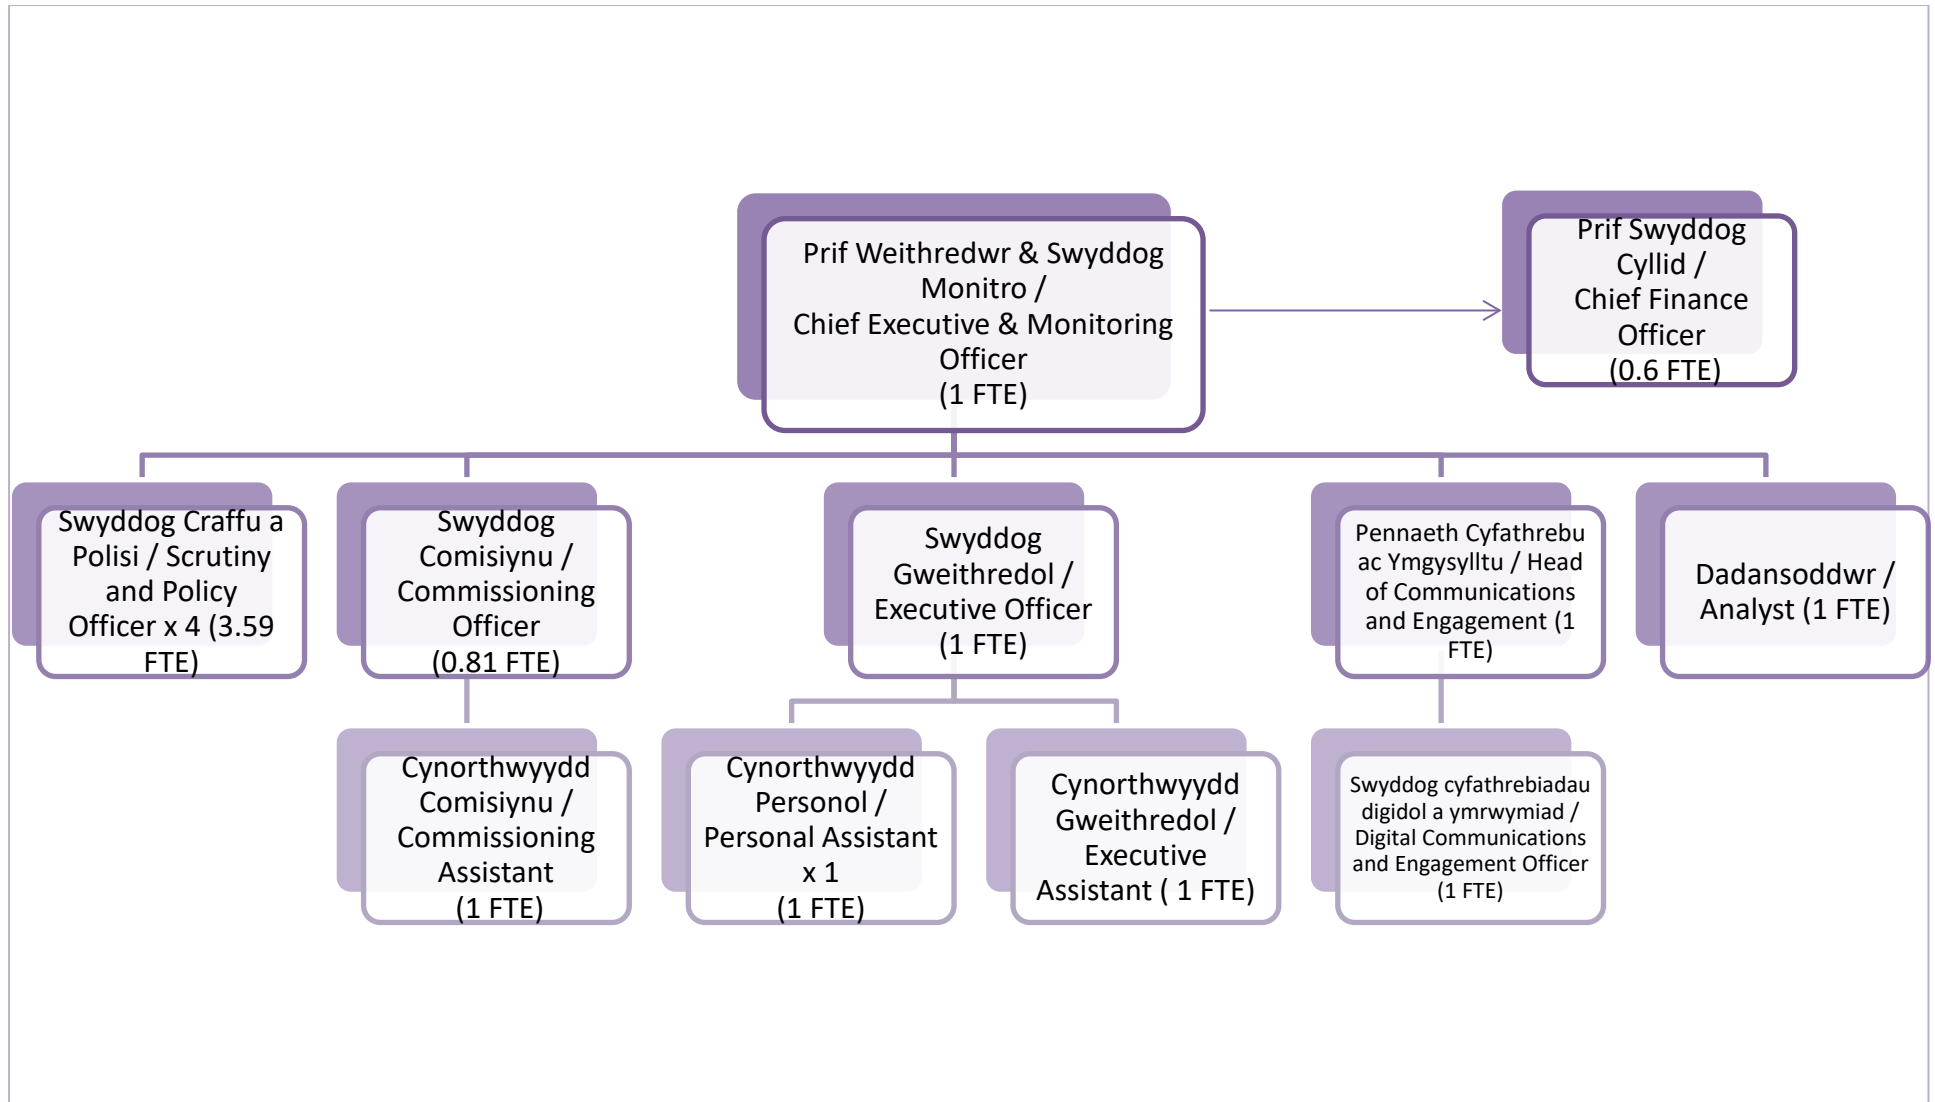 Prif Weithredwr & Swyddog
Monitro /
Chief Executive & Monitoring
Officer
(1 FTE)
Prif Swyddog
Cyllid /
Chief Finance
Officer
(0.6 FTE)
Swyddog Craffu a
Polisi / Scrutiny
and Policy
Officer x 4 (3.59
FTE)
Swyddog
Comisiynu /
Commissioning
Officer
(0.81 FTE)
Swyddog
Gweithredol /
Executive Officer
(1 FTE)
Pennaeth Cyfathrebu
ac Ymgysylltu / Head
of Communications
and Engagement (1
FTE)
Dadansoddwr /
Analyst (1 FTE)
Cynorthwyydd
Comisiynu /
Commissioning
Assistant
(1 FTE)
Cynorthwyydd
Personol /
Personal Assistant
x 1
(1 FTE)
Cynorthwyydd
Gweithredol /
Executive
Assistant ( 1 FTE)
Swyddog cyfathrebiadau
digidol a ymrwymiad /
Digital Communications
and Engagement Officer
(1 FTE)